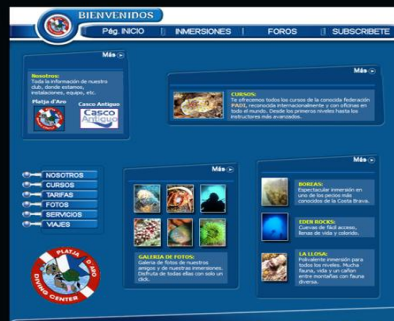 BIENVENIDOS
Pég. INICIO || INMERSIONES | FOROS || SUBSCRIBETE
Más
Nosotros:
Toda la información de nuestro
club, donde estamos,
instalaciones, equipo, etc.
Platja d'Aro
Casco Antiguo
Casco
Antiguo
Más
CURSOS:
Te ofrecemos todos los cursos de la conocida federación
PADI, reconocida internacionalmente y con oficinas en
todo el mundo. Desde los primeros niveles hasta los
instructores más avanzados.
NOSOTROS
CURSOS
TARIFAS
FOTOS
SERVICIOS
VIAJES
PLATJA D'ARO
DIVING CENTER
Más
GALERIA DE FOTOS:
Galeria de fotos de nuestros
amigos y de nuestras inmersiones.
Disfruta de todas ellas con solo un
click.
Más
BOREAS:
Espectacular inmersión en
uno de los pecios más
conocidos de la Costa Brava.
EDER ROCKS:
Cuevas de fácil acceso,
llenas de vida y colorido.
LA LLOSA:
Polivalente inmersión para
todos los niveles. Mucha
fauna, vida y un cañon
entre montañas con fauna
diversa.